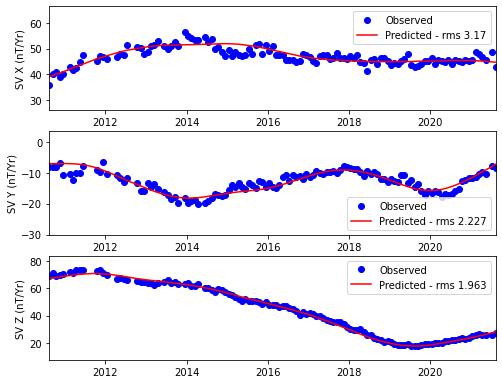 60
50
40
30
SV X (nT/Yr)
Observed
Predicted - rms 3.17
2012 2014 2016 2018 2020
0
−10
−20
−30
SV Y (nT/Yr)
Observed
Predicted - rms 2.227
2012 2014 2016 2018 2020
80
60
40
20
SV Z (nT/Yr)
Observed
Predicted - rms 1.963
2012 2014 2016 2018 2020